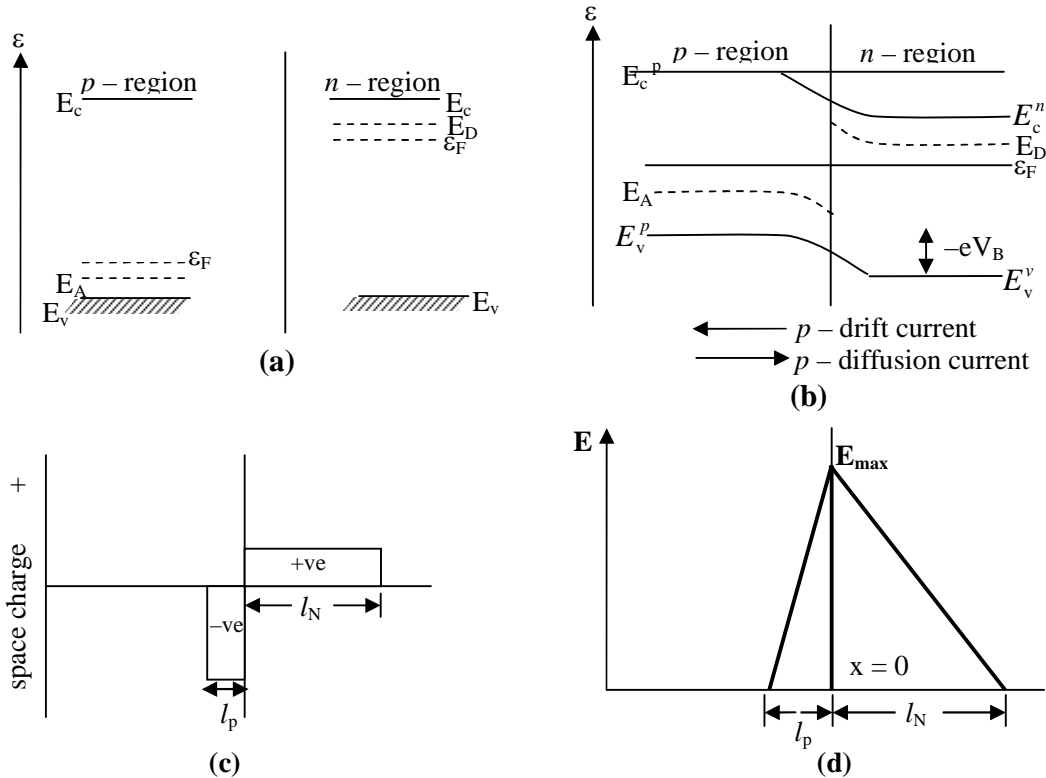 ε
p – region
n – region
E_c
E_c
E_D
ε_F
ε_F
E_A
E_v
E_v
(a)
ε
p – region
n – region
E_c^p
E_c^n
E_D
ε_F
E_A
E_v^p
–eV_B
E_v^v
p – drift current
p – diffusion current
(b)
space charge +
+ve
–ve
l_N
l_p
(c)
E
E_max
x = 0
l_p
l_N
(d)